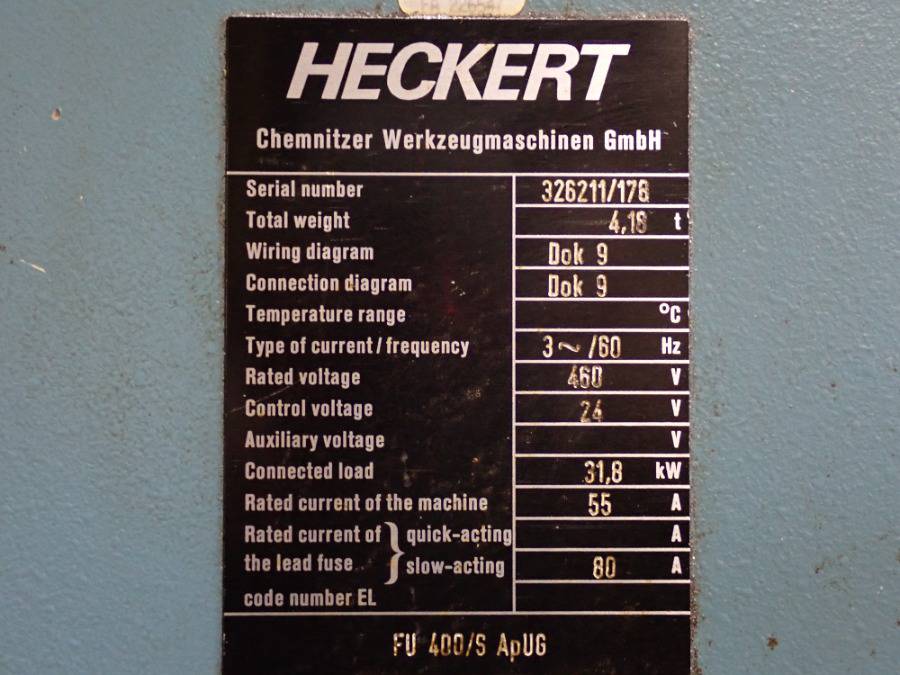 HECKERT
Chemnitzer Werkzeugmaschinen GmbH
Serial number 326211/178
Total weight 4,18 t
Wiring diagram Dok 9
Connection diagram Dok 9
Temperature range °C
Type of current / frequency 3 ~ /60 Hz
Rated voltage 460 V
Control voltage 24 V
Auxiliary voltage V
Connected load 31,8 kW
Rated current of the machine 55 A
Rated current of } quick-acting A
the lead fuse slow-acting 80 A
code number EL
FU 400/S ApUG